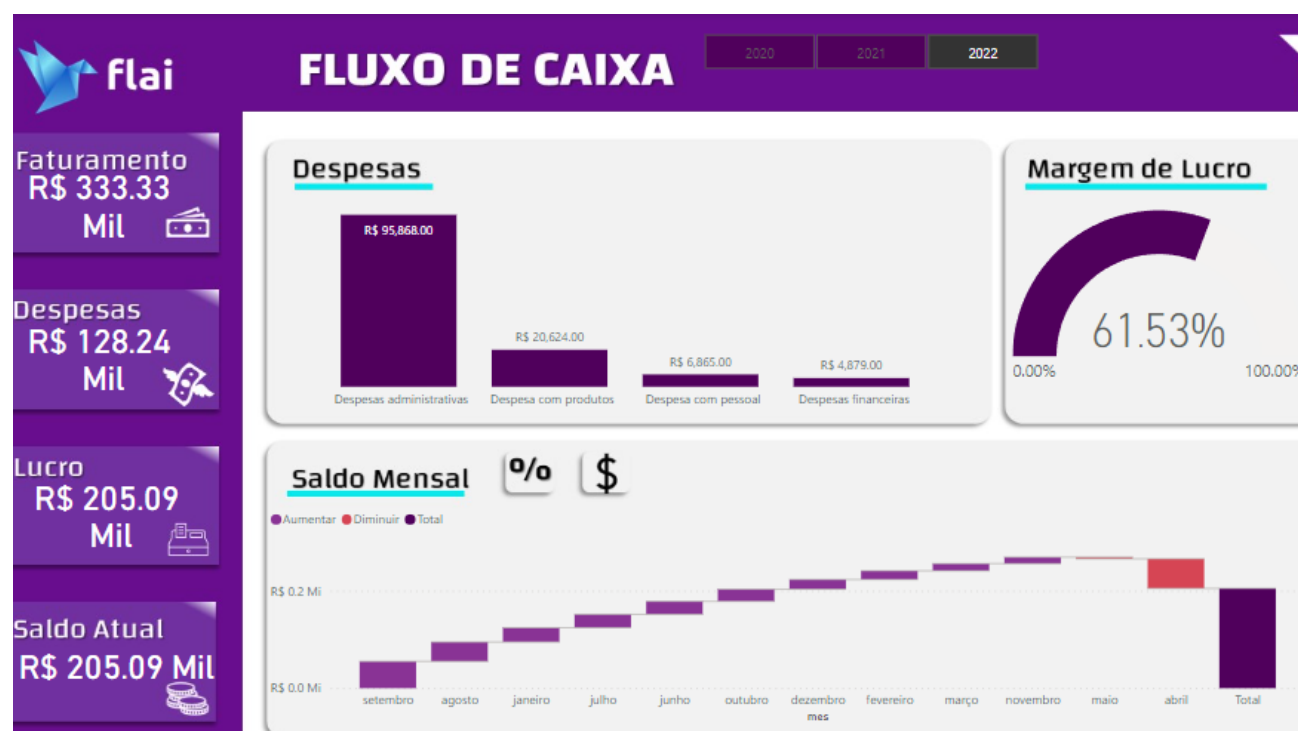 flai
FLUXO DE CAIXA
2020
2021
2022
Faturamento
R$ 333.33
Mil
Despesas
R$ 128.24
Mil
Lucro
R$ 205.09
Mil
Saldo Atual
R$ 205.09 Mil
Despesas
R$ 95,868.00
R$ 20,624.00
R$ 6,865.00
R$ 4,879.00
Despesas administrativas
Despesa com produtos
Despesa com pessoal
Despesas financeiras
Margem de Lucro
61.53%
0.00%
100.00%
Saldo Mensal
%
$
Aumentar Diminuir Total
R$ 0.2 Mi
R$ 0.0 Mi
setembro agosto janeiro julho junho outubro dezembro fevereiro março novembro maio abril Total
mes